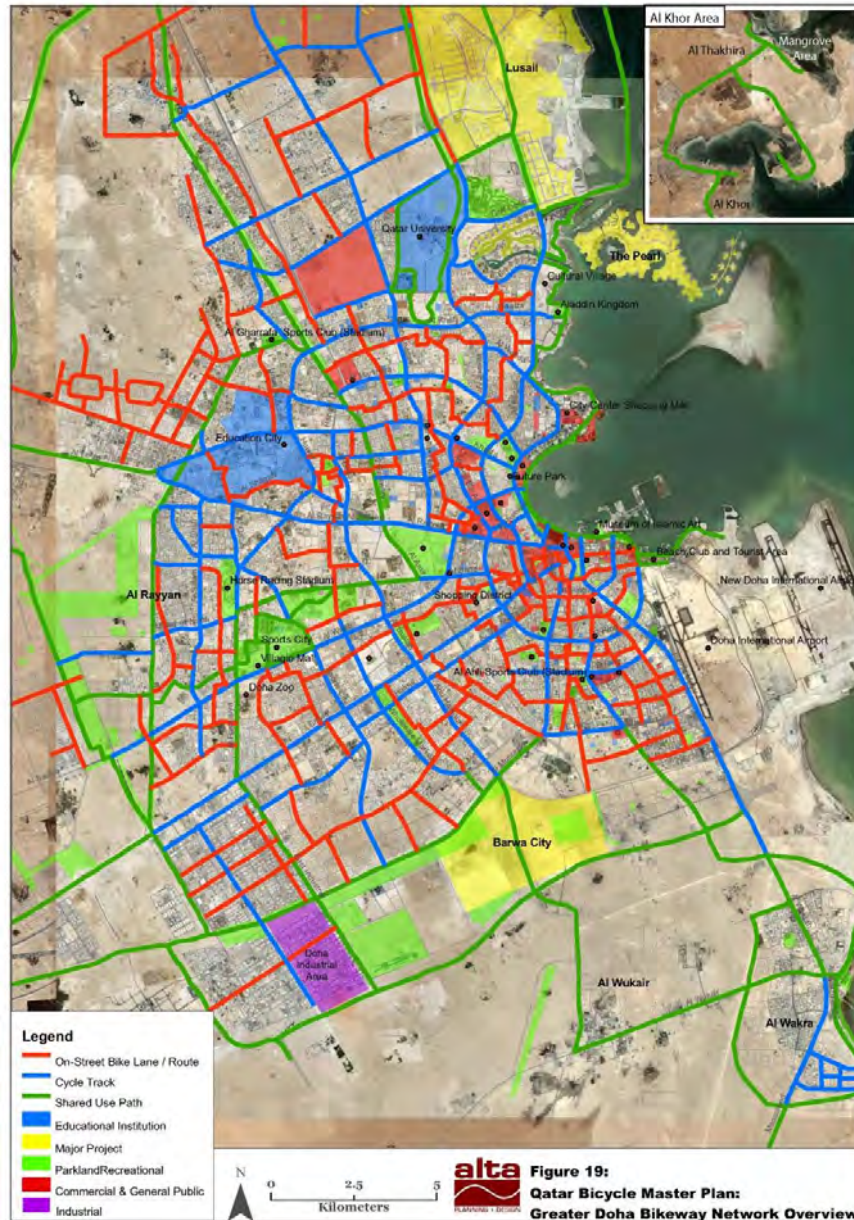 Al Khor Area
Al Thakhira
Mangrove
Area
Al Khor
Lusail
Qatar University
The Pearl
Cultural Village
Aladdin Kingdom
Al Gharrafa Sports Club (Stadium)
City Center Shopping Mall
Education City
Museum of Islamic Art
Beach Club and Tourist Area
Al Rayyan
Horse Racing Stadium
Shopping District
New Doha International
Sports City
Villagio Mall
Doha International Airport
Doha Zoo
Al Ahli Sports Club (Stadium)
Barwa City
Doha
Industrial
Area
Al Wukair
Al Wakra
Legend
On-Street Bike Lane / Route
Cycle Track
Shared Use Path
Educational Institution
Major Project
ParklandRecreational
Commercial & General Public
Industrial
N
0 2.5 5
Kilometers
alta
PLANNING + DESIGN
Figure 19:
Qatar Bicycle Master Plan:
Greater Doha Bikeway Network Overview